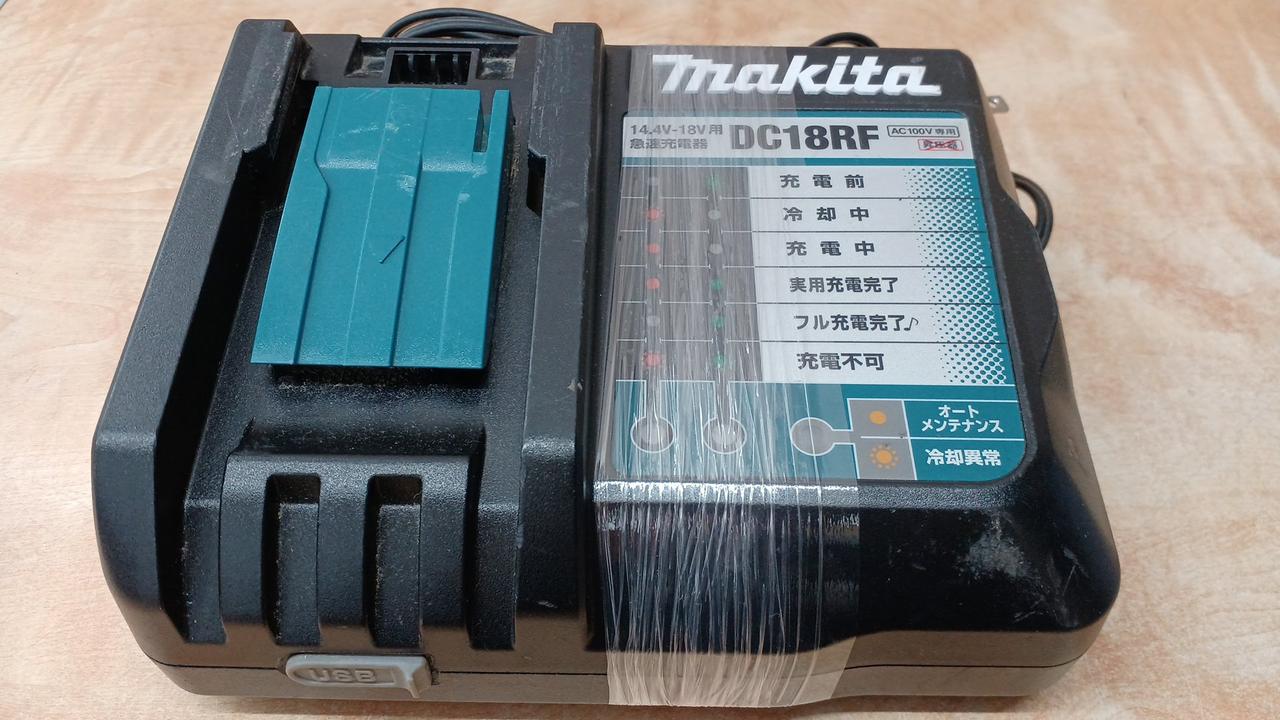 makita
14.4V-18V用
急速充電器
DC18RF
AC100V専用
昇圧器
充電前
冷却中
充電中
実用充電完了
フル充電完了♪
充電不可
オート
メンテナンス
冷却異常
USB